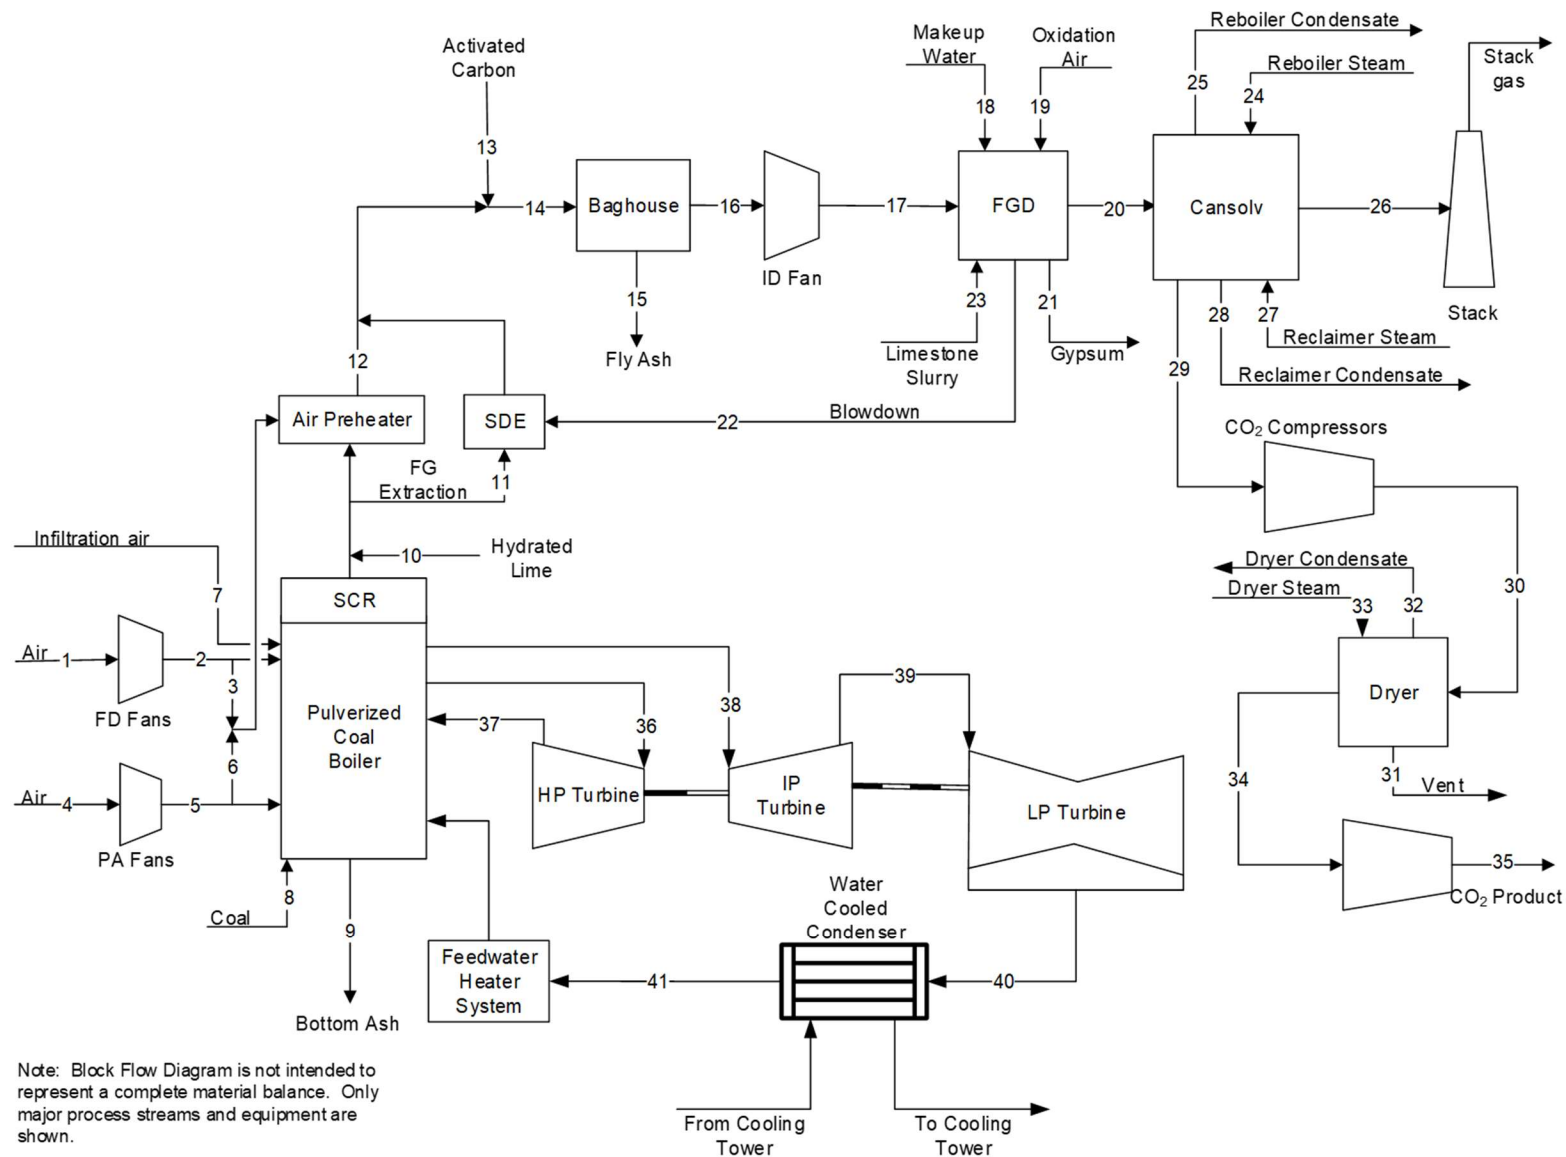 Reboiler Condensate
Makeup
Water
Oxidation
Air
Activated
Carbon
Stack
gas
Reboiler Steam
25
24
18
19
13
14
Baghouse
16
17
FGD
20
Cansolv
26
ID Fan
15
23
21
28
27
Stack
Fly Ash
Limestone
Slurry
Gypsum
Reclaimer Steam
29
Reclaimer Condensate
12
Air Preheater
SDE
22
Blowdown
CO₂ Compressors
FG
Extraction
11
Infiltration air
10
Hydrated
Lime
7
SCR
Dryer Condensate
Dryer Steam
33
32
30
Air
1
2
3
FD Fans
Pulverized
Coal
Boiler
37
36
38
39
Dryer
6
Air
4
5
PA Fans
HP Turbine
IP
Turbine
LP Turbine
34
31
Vent
35
CO₂ Product
8
Coal
9
Bottom Ash
Water
Cooled
Condenser
Feedwater
Heater
System
41
40
Note: Block Flow Diagram is not intended to
represent a complete material balance. Only
major process streams and equipment are
shown.
From Cooling
Tower
To Cooling
Tower